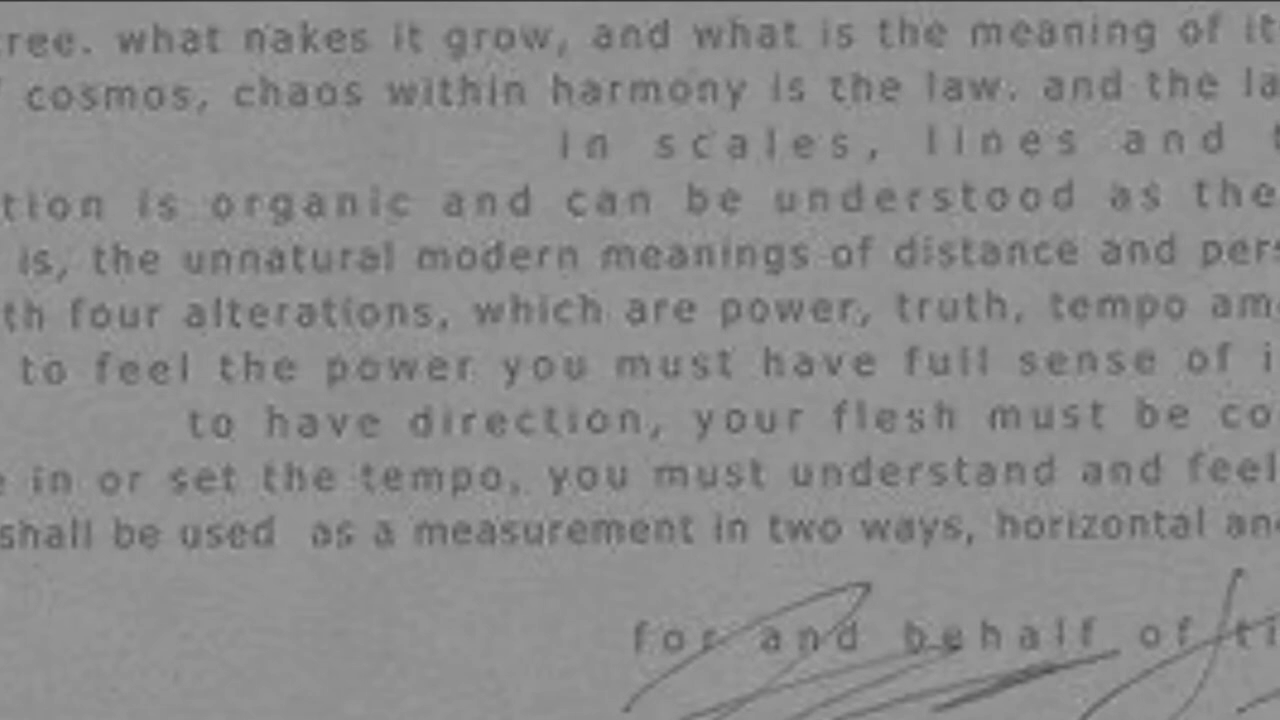 ree. what nakes it grow, and what is the meaning of it
cosmos, chaos within harmony is the law. and the la
in scales, lines and
tion is organic and can be understood as the
is, the unnatural modern meanings of distance and pers
th four alterations, which are power, truth, tempo am
to feel the power you must have full sense of i
to have direction, your flesh must be co
e in or set the tempo, you must understand and feel
shall be used as a measurement in two ways, horizontal an
for and behalf of ti